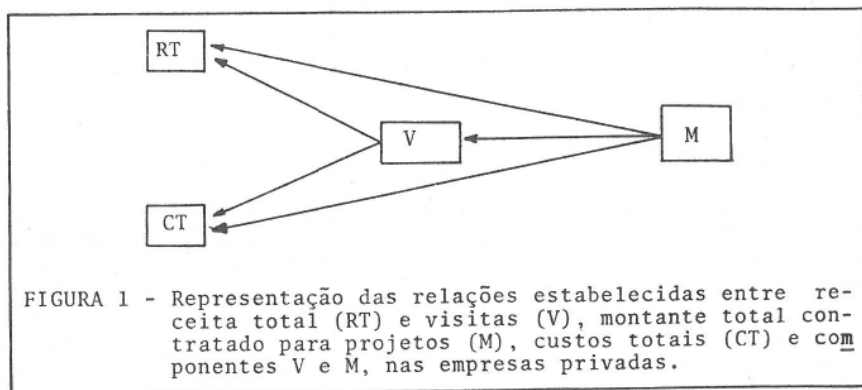 RT
V
M
CT
FIGURA 1 - Representação das relações estabelecidas entre re-
ceita total (RT) e visitas (V), montante total con-
tratado para projetos (M), custos totais (CT) e com
ponentes V e M, nas empresas privadas.